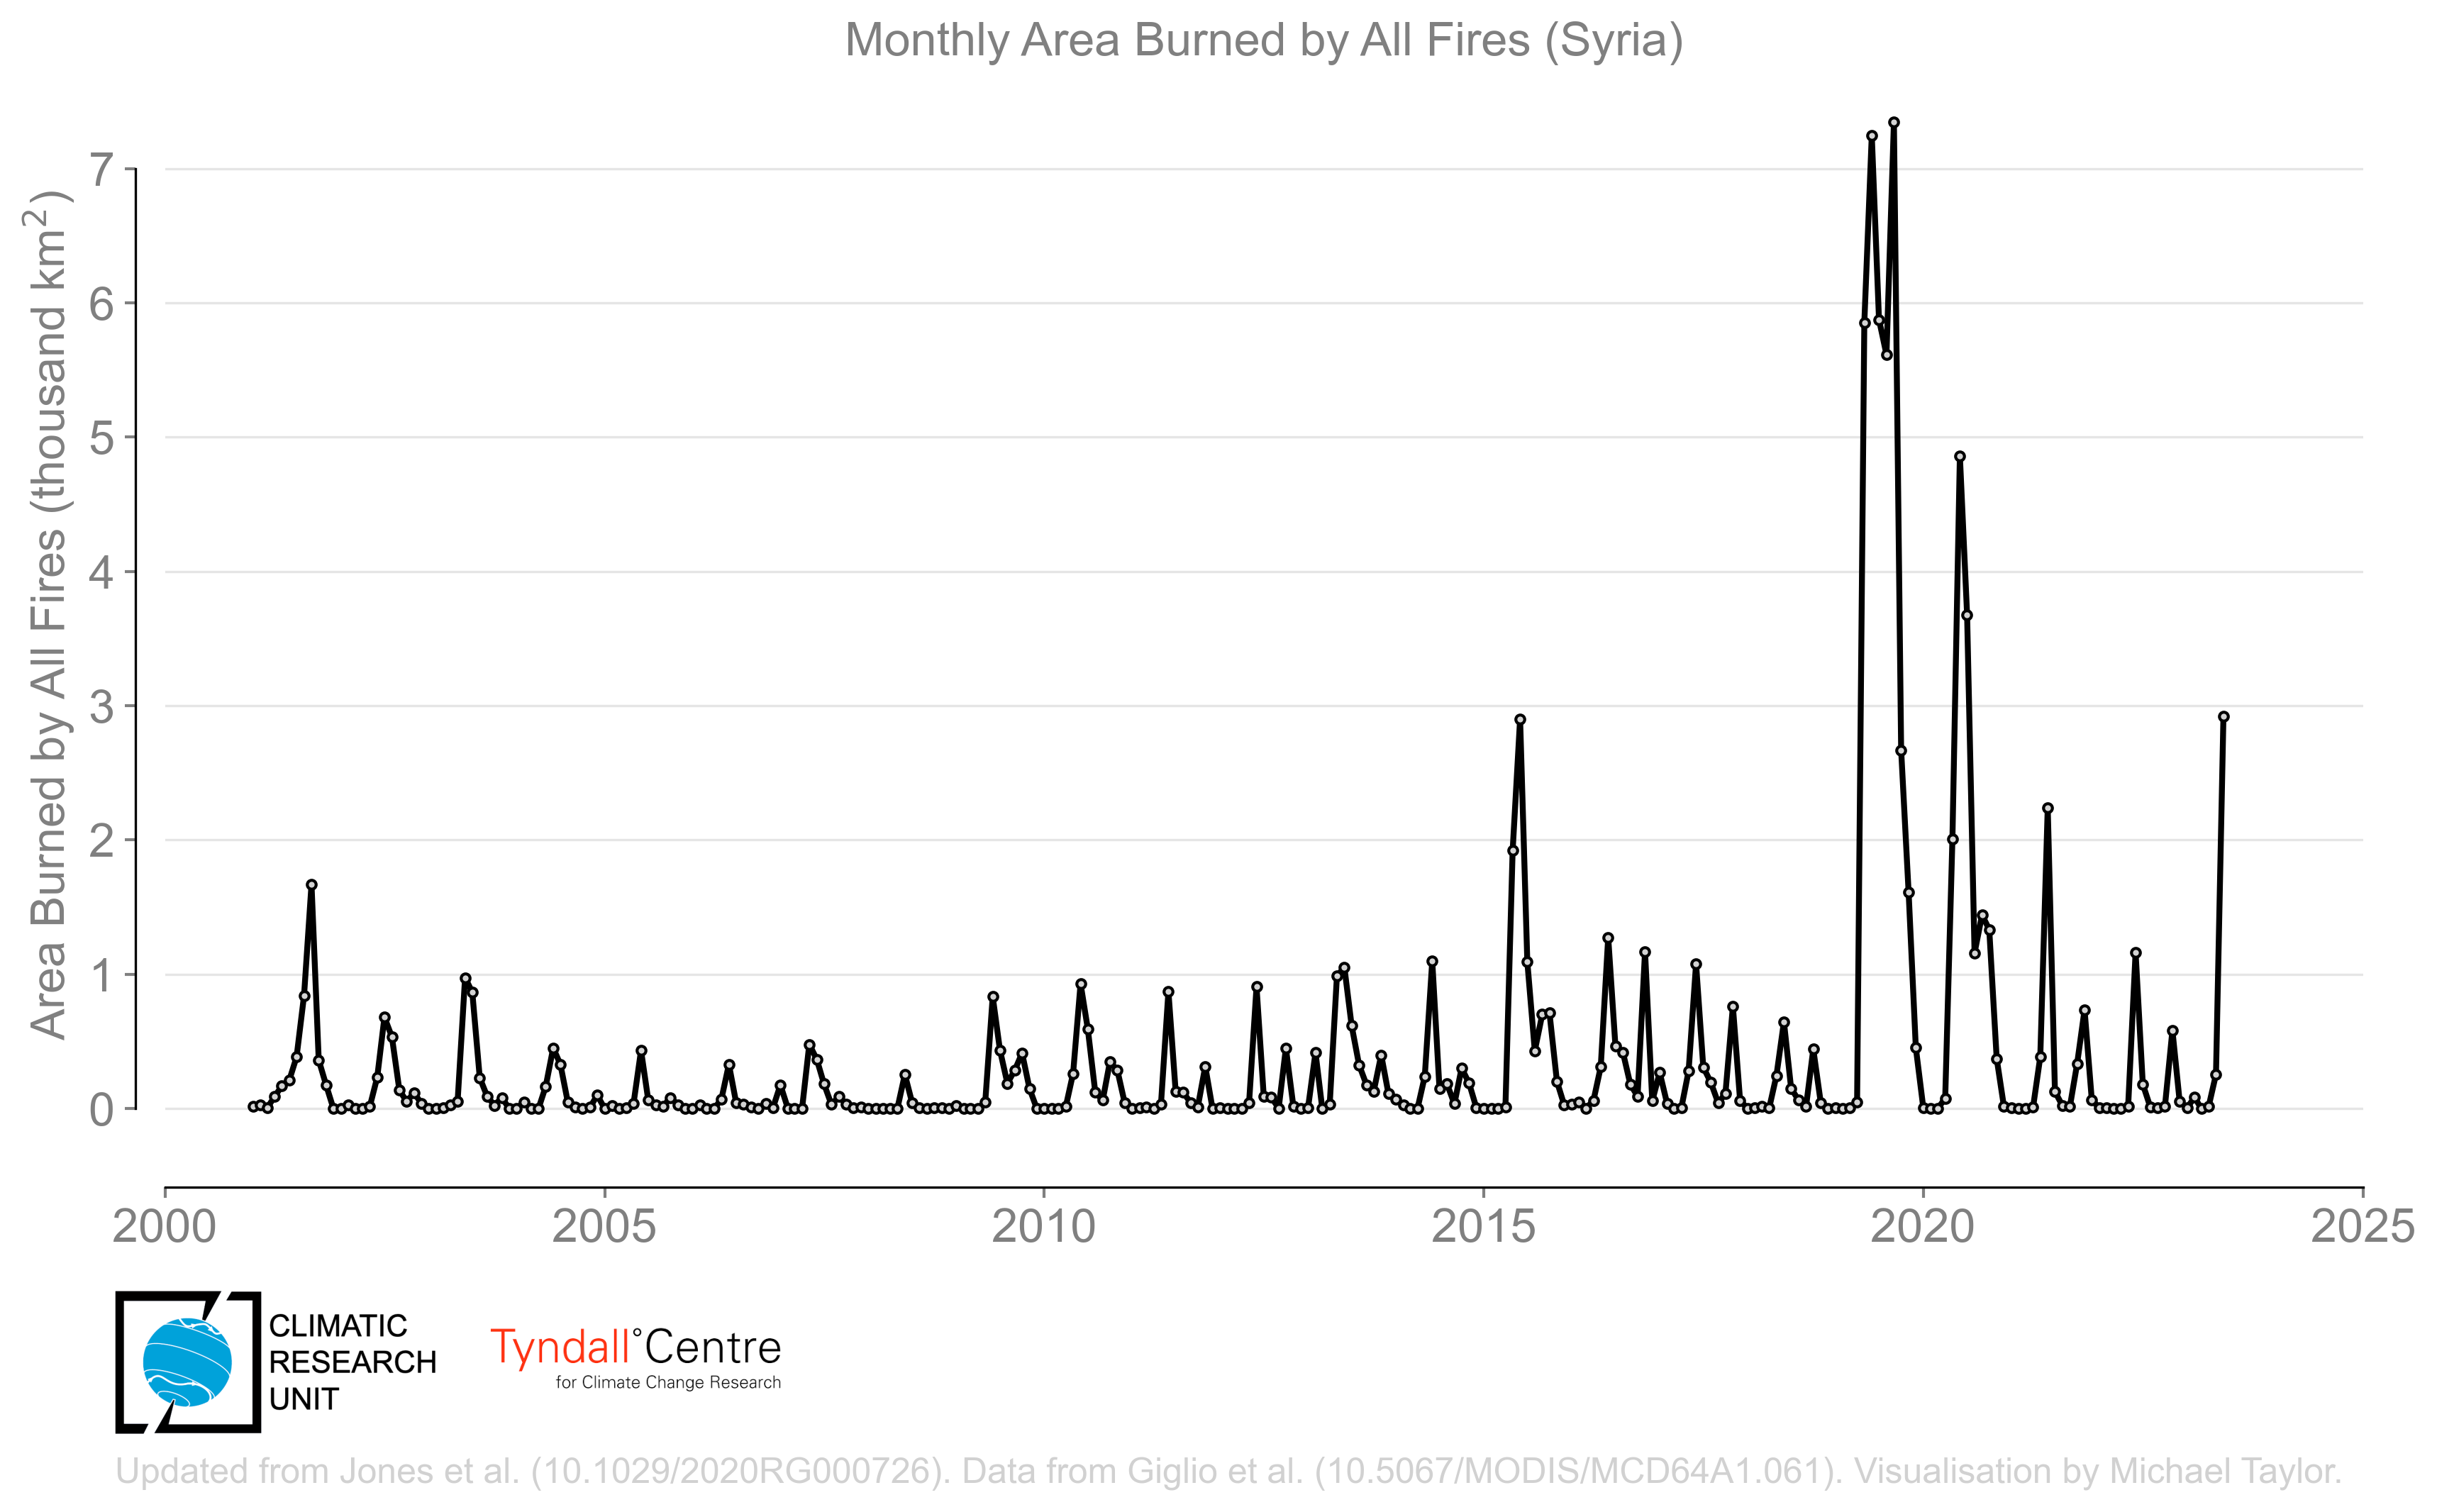 Monthly Area Burned by All Fires (Syria)
Area Burned by All Fires (thousand km²)
7
6
5
4
3
2
1
0
2000 2005 2010 2015 2020 2025
CLIMATIC
RESEARCH
UNIT
Tyndall°Centre
for Climate Change Research
Updated from Jones et al. (10.1029/2020RG000726). Data from Giglio et al. (10.5067/MODIS/MCD64A1.061). Visualisation by Michael Taylor.